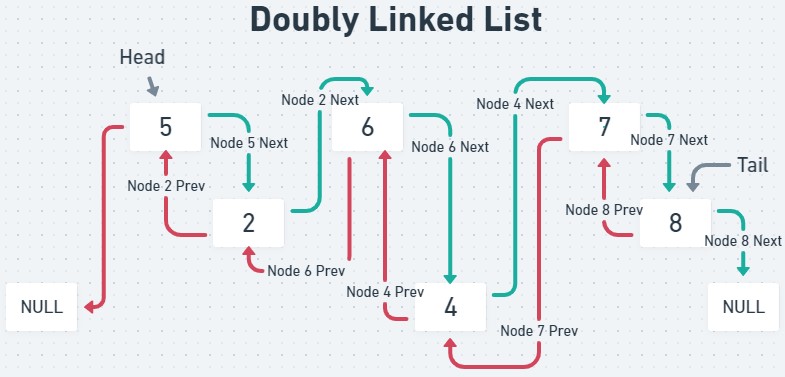 Doubly Linked List
Head
Node 2 Next
Node 4 Next
5
6
7
Node 5 Next
Node 6 Next
Node 7 Next
Tail
Node 2 Prev
Node 8 Prev
2
8
Node 8 Next
Node 6 Prev
Node 4 Prev
NULL
4
NULL
Node 7 Prev